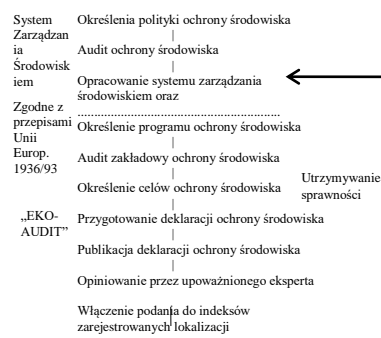 System
Zarządzan
ia
Środowisk
iem
Zgodne z
przepisami
Unii
Europ.
1936/93
„EKO-
AUDIT”
Określenia polityki ochrony środowiska
Audit ochrony środowiska
Opracowanie systemu zarządzania
środowiskiem oraz
Określenie programu ochrony środowiska
Audit zakładowy ochrony środowiska
Określenie celów ochrony środowiska
Przygotowanie deklaracji ochrony środowiska
Publikacja deklaracji ochrony środowiska
Opiniowanie przez upoważnionego eksperta
Włączenie podania do indeksów
zarejestrowanych lokalizacji
Utrzymywanie
sprawności